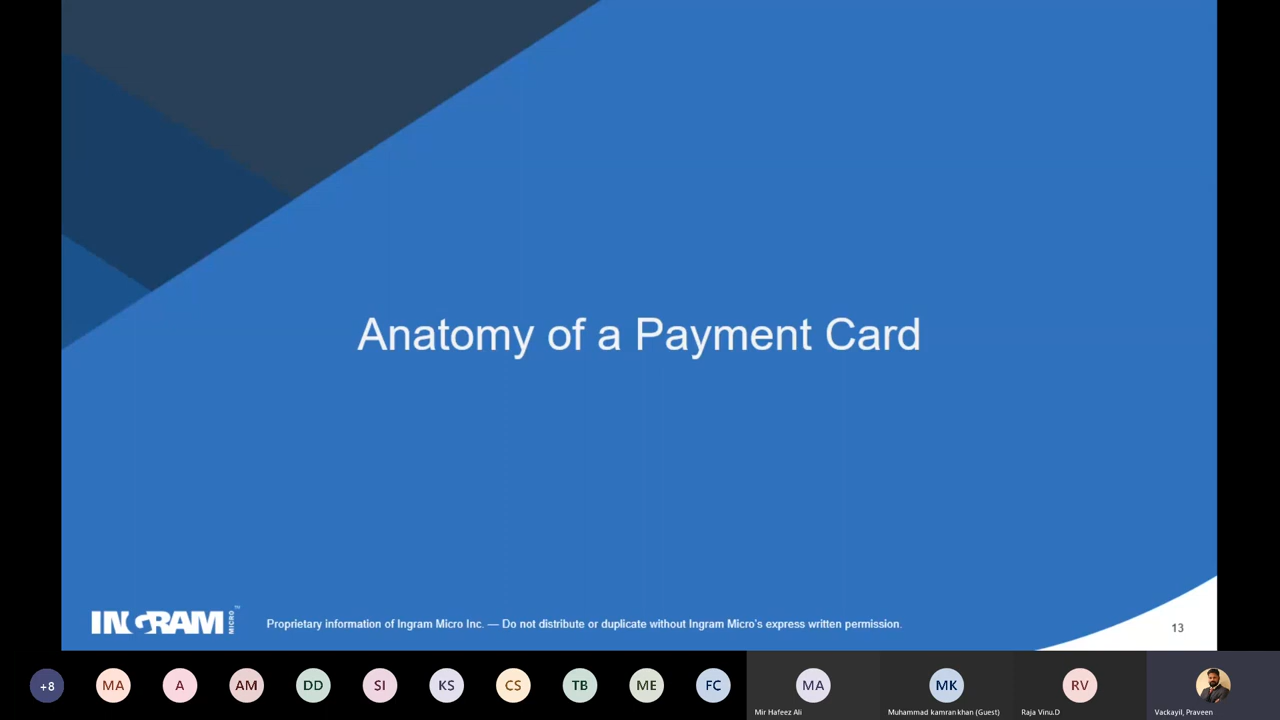 Anatomy of a Payment Card
INGRAM MICRO ™
Proprietary information of Ingram Micro Inc. — Do not distribute or duplicate without Ingram Micro's express written permission.
13
+8
MA
A
AM
DD
SI
KS
CS
TB
ME
FC
MA
MK
RV
Mir Hafeez Ali
Muhammad kamran khan (Guest)
Raja Vinu.D
Vackayil, Praveen